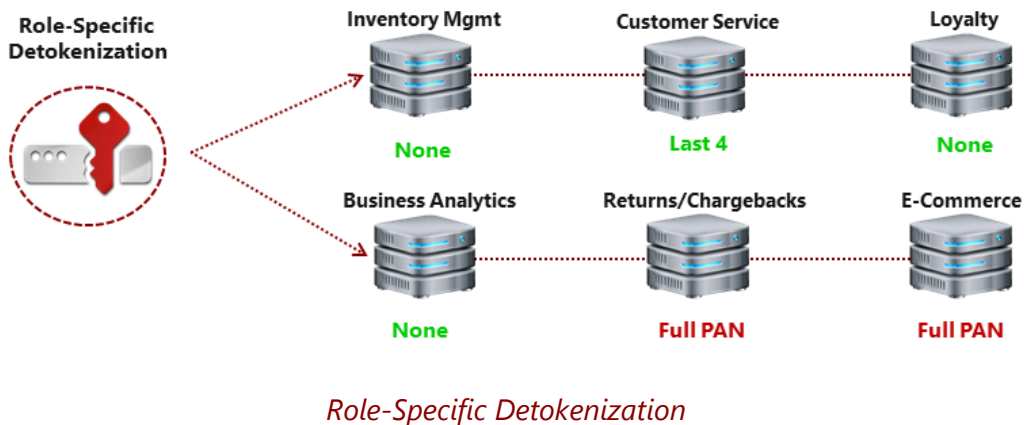 Role-Specific
Detokenization
Inventory Mgmt
Customer Service
Loyalty
None
Last 4
None
Business Analytics
Returns/Chargebacks
E-Commerce
None
Full PAN
Full PAN
Role-Specific Detokenization